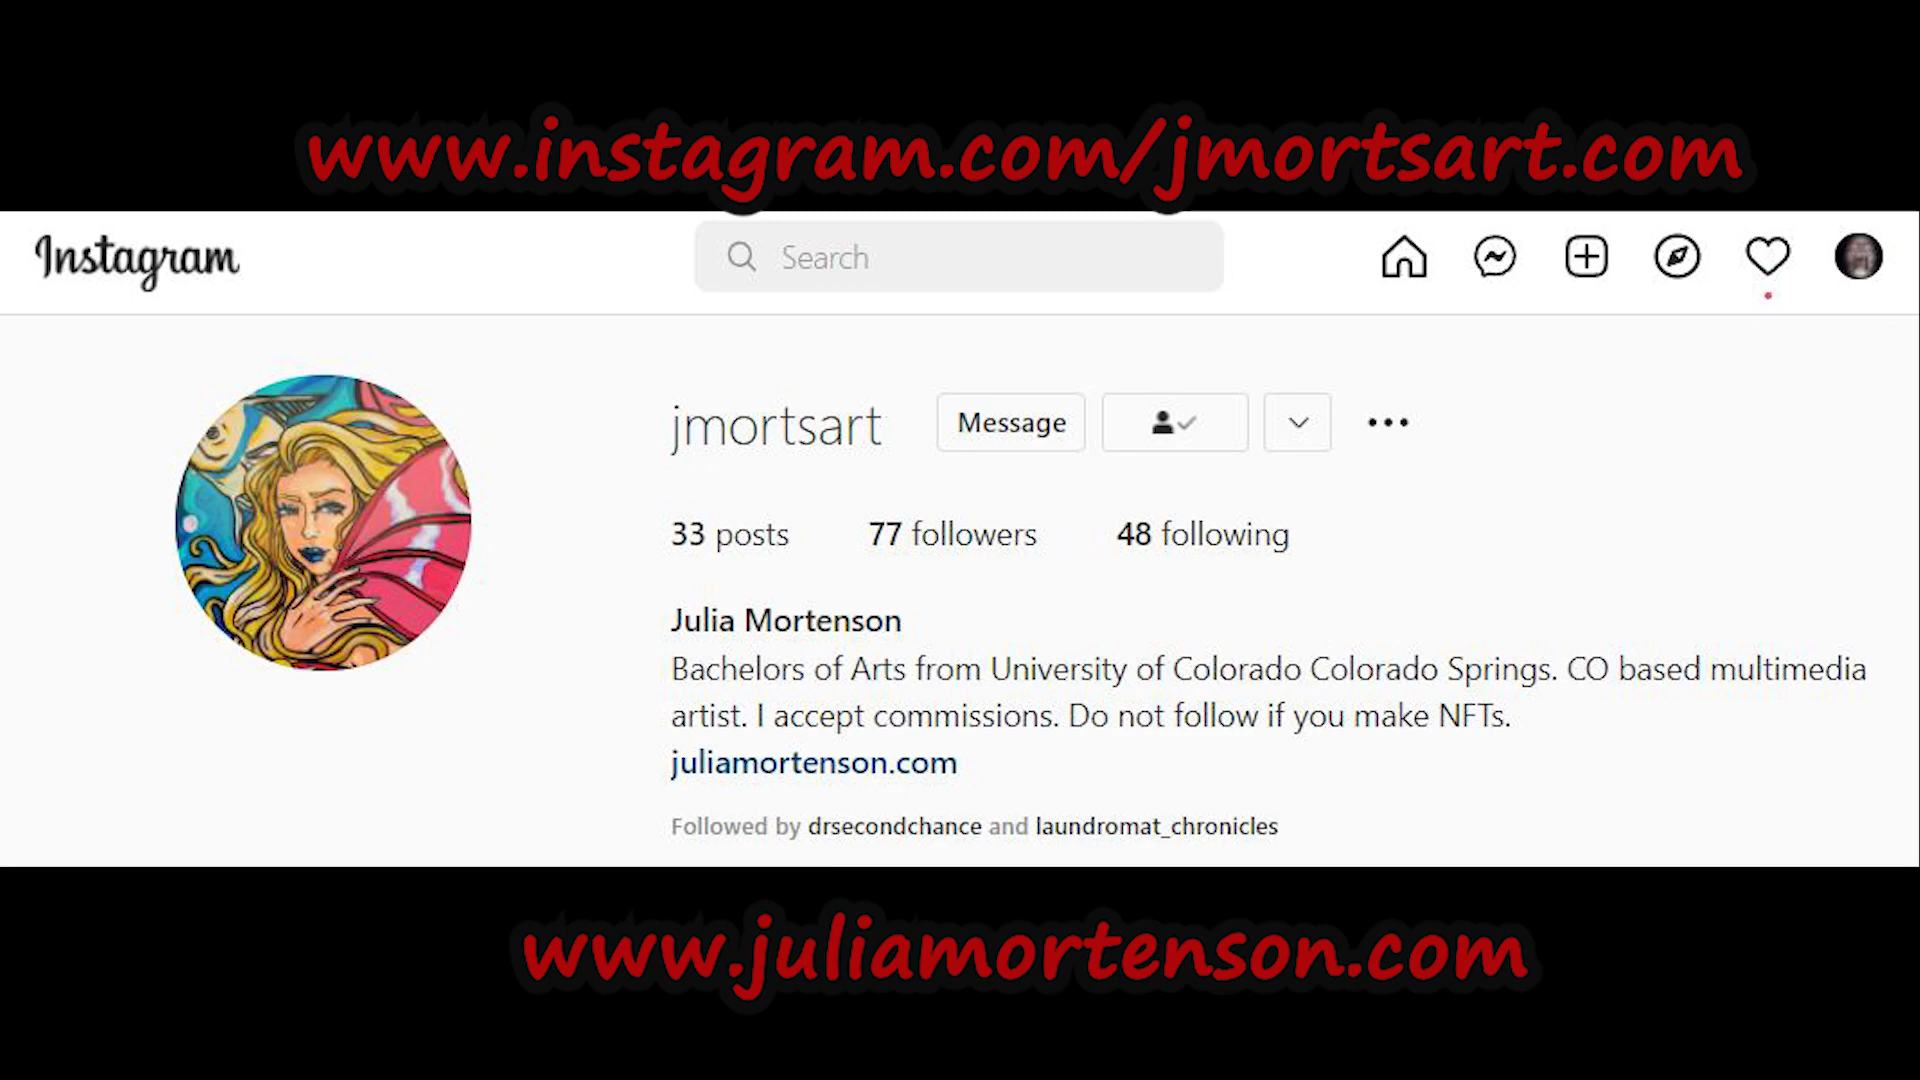 www.instagram.com/jmortsart.com
Instagram
Search
jmortsart
Message
33 posts 77 followers 48 following
Julia Mortenson
Bachelors of Arts from University of Colorado Colorado Springs. CO based multimedia
artist. I accept commissions. Do not follow if you make NFTs.
juliamortenson.com
Followed by drsecondchance and laundromat_chronicles
www.juliamortenson.com